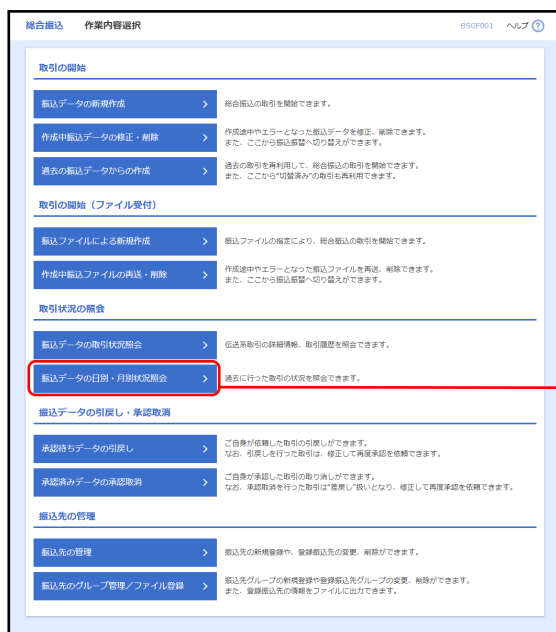 総合振込 作業内容選択 BSGF001 ヘルプ ?
取引の開始
振込データの新規作成 総合振込の取引を開始できます。
作成中振込データの修正・削除 作成途中やエラーとなった振込データを修正、削除できます。
また、ここから振込振替へ切り替えができます。
過去の振込データからの作成 過去の取引を再利用して、総合振込の取引を開始できます。
また、ここから“切替済み”の取引も再利用できます。
取引の開始（ファイル受付）
振込ファイルによる新規作成 振込ファイルの指定により、総合振込の取引を開始できます。
作成中振込ファイルの再送・削除 作成途中やエラーとなった振込ファイルを再送、削除できます。
また、ここから振込振替へ切り替えができます。
取引状況の照会
振込データの取引状況照会 伝送系取引の詳細情報、取引履歴を照会できます。
振込データの日別・月別状況照会 過去に行った取引の状況を照会できます。
振込データの引戻し・承認取消
承認待ちデータの引戻し ご自身が依頼した取引の引戻しができます。
なお、引戻しを行った取引は、修正して再度承認を依頼できます。
承認済みデータの承認取消 ご自身が承認した取引の取り消しができます。
なお、承認取消を行った取引は“差戻し”扱いとなり、修正して再度承認を依頼できます。
振込先の管理
振込先の管理 振込先の新規登録や、登録振込先の変更、削除ができます。
振込先のグループ管理／ファイル登録 振込先グループの新規登録や登録振込先グループの変更、削除ができます。
また、登録振込先の情報をファイルに出力できます。